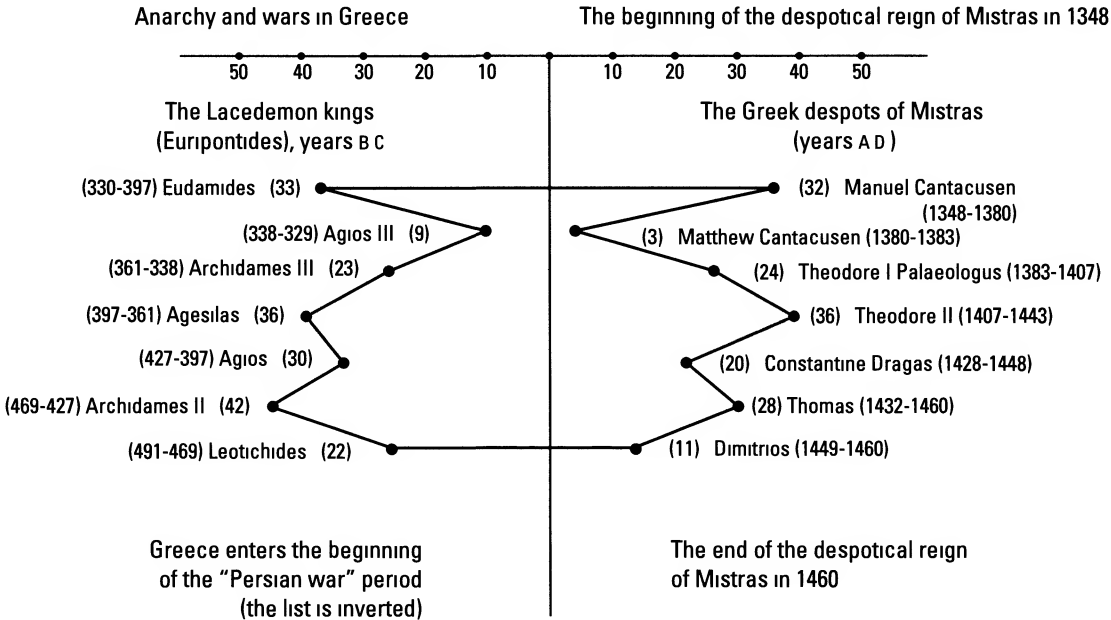 Anarchy and wars in Greece
The beginning of the despotical reign of Mistras in 1348
50 40 30 20 10 10 20 30 40 50
The Lacedemon kings
(Euripontides), years B C
The Greek despots of Mistras
(years A D)
(330-397) Eudamides (33)
(32) Manuel Cantacusen
(1348-1380)
(338-329) Agios III (9)
(3) Matthew Cantacusen (1380-1383)
(361-338) Archidames III (23)
(24) Theodore I Palaeologus (1383-1407)
(397-361) Agesilas (36)
(36) Theodore II (1407-1443)
(427-397) Agios (30)
(20) Constantine Dragas (1428-1448)
(469-427) Archidames II (42)
(28) Thomas (1432-1460)
(491-469) Leotichides (22)
(11) Dimitrios (1449-1460)
Greece enters the beginning
of the “Persian war” period
(the list is inverted)
The end of the despotical reign
of Mistras in 1460